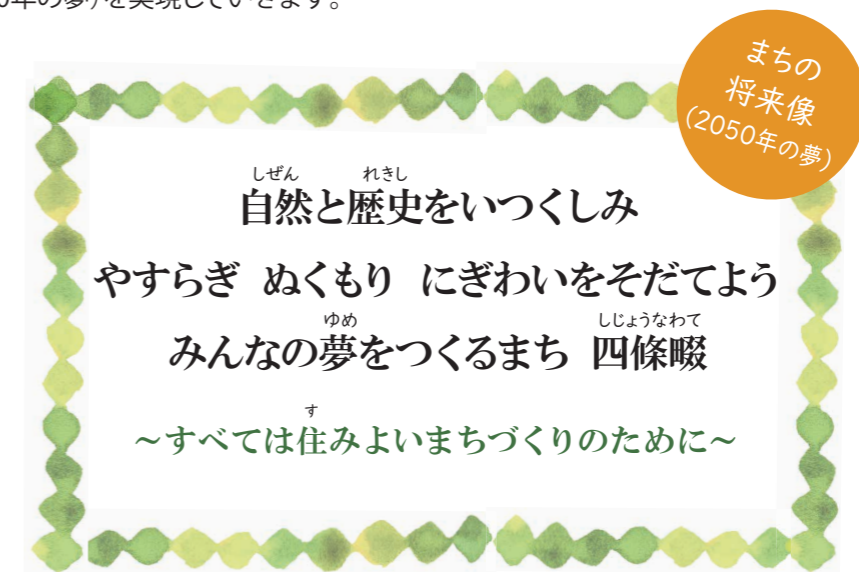 年の夢)を実現していきます。
まちの
将来像
(2050年の夢)
しぜん れきし
自然と歴史をいつくしみ
やすらぎ ぬくもり にぎわいをそだてよう
ゆめ しじょうなわて
みんなの夢をつくるまち 四條畷
す
～すべては住みよいまちづくりのために～